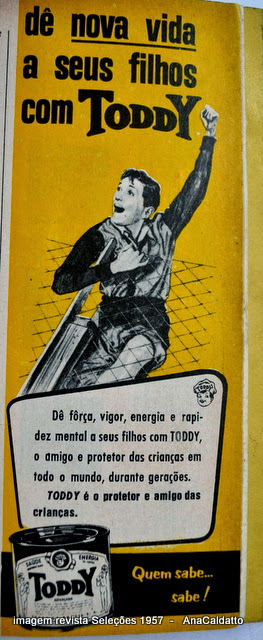 dê nova vida
a seus filhos
com TODDY
TODDY
Dê fôrça, vigor, energia e rapi-
dez mental a seus filhos com TODDY,
o amigo e protetor das crianças em
todo o mundo, durante gerações.
TODDY é o protetor e amigo das
crianças.
SAÚDE ENERGIA
TODDY
Quem sabe...
sabe!
imagem revista Seleções 1957 - AnaCaldatto